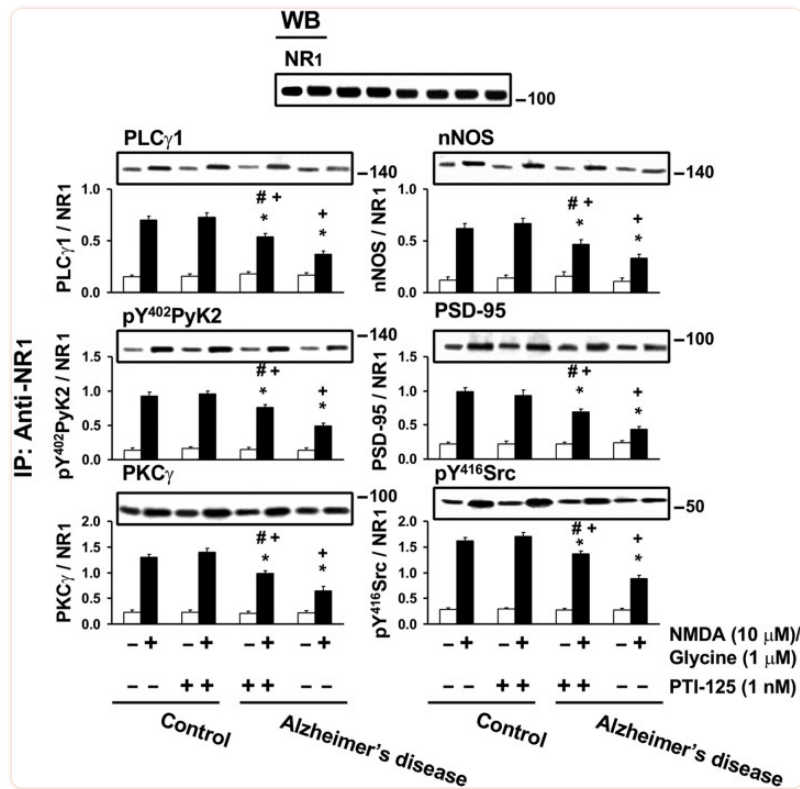 WB
NR1
–100
IP: Anti-NR1
PLCγ1
–140
PLCγ1 / NR1
1.0
0.5
0.0
# +
*
+
*
nNOS
–140
nNOS / NR1
1.0
0.5
0.0
# +
*
+
*
pY402PyK2
–140
pY402PyK2 / NR1
1.5
1.0
0.5
0.0
# +
*
+
*
PSD-95
–100
PSD-95 / NR1
1.5
1.0
0.5
0.0
# +
*
+
*
PKCγ
–100
PKCγ / NR1
2.0
1.5
1.0
0.5
0.0
# +
*
+
*
pY416Src
–50
pY416Src / NR1
2.0
1.5
1.0
0.5
0.0
# +
*
+
*
– + – + – + – + – + – + – + – + NMDA (10 μM)/
Glycine (1 μM)
– – + + + + – – – – + + + + – – PTI-125 (1 nM)
Control Alzheimer's disease Control Alzheimer's disease